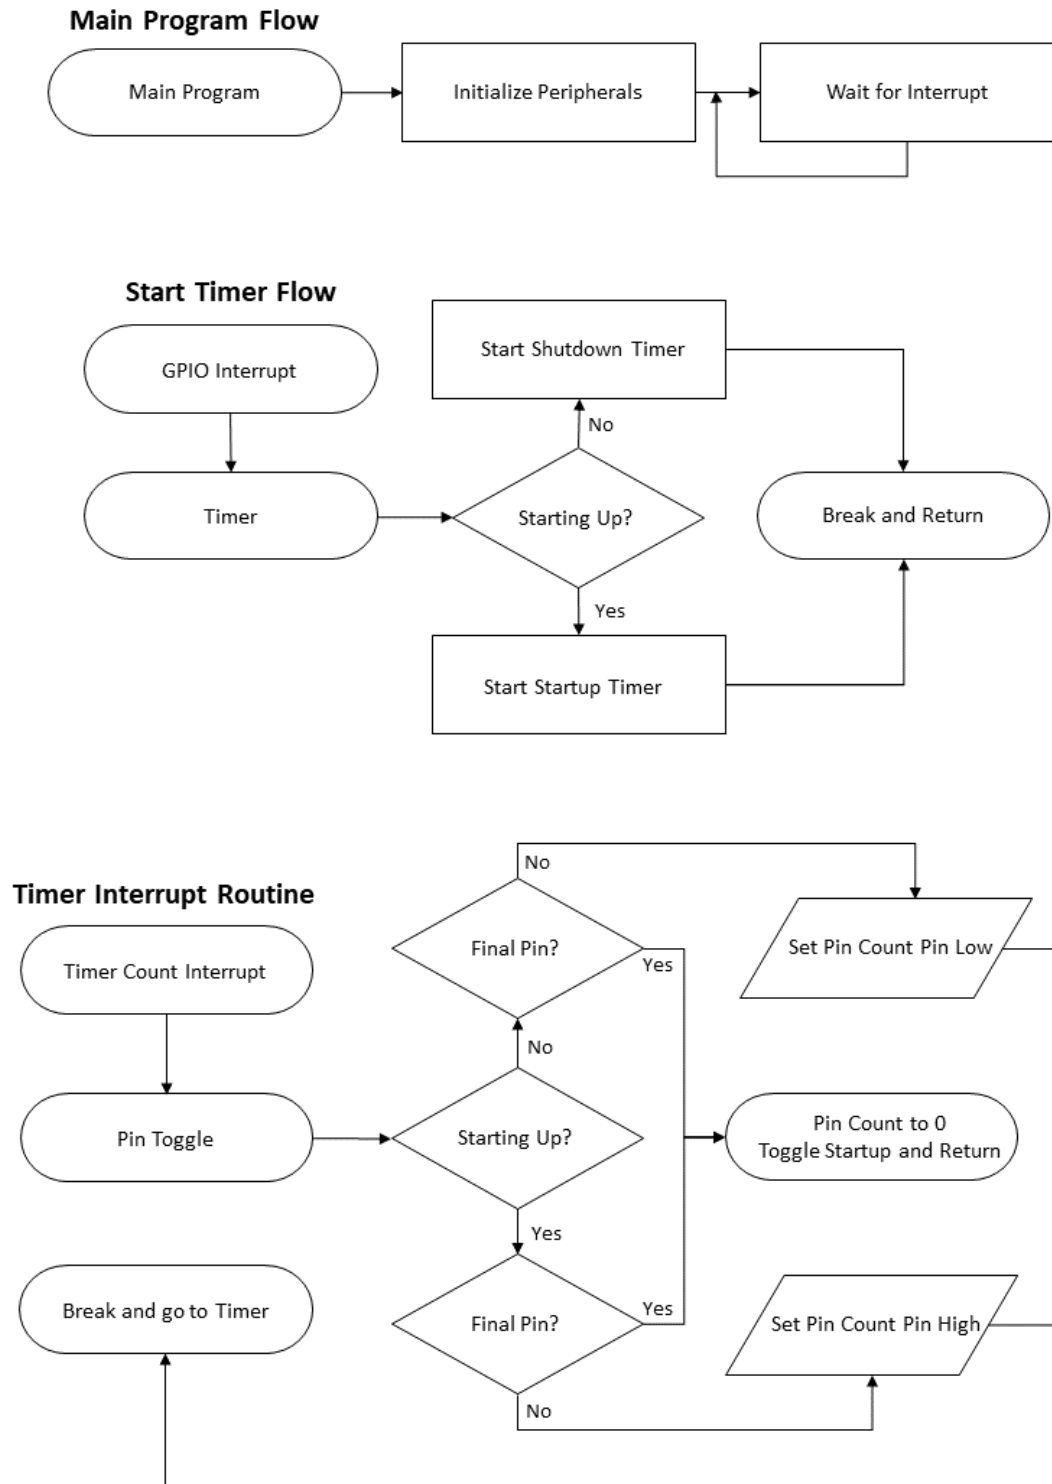 Main Program Flow
Main Program
Initialize Peripherals
Wait for Interrupt
Start Timer Flow
GPIO Interrupt
Start Shutdown Timer
No
Timer
Starting Up?
Break and Return
Yes
Start Startup Timer
Timer Interrupt Routine
No
Timer Count Interrupt
Final Pin?
Yes
Set Pin Count Pin Low
No
Pin Toggle
Starting Up?
Pin Count to 0
Toggle Startup and Return
Yes
Break and go to Timer
Final Pin?
Yes
Set Pin Count Pin High
No